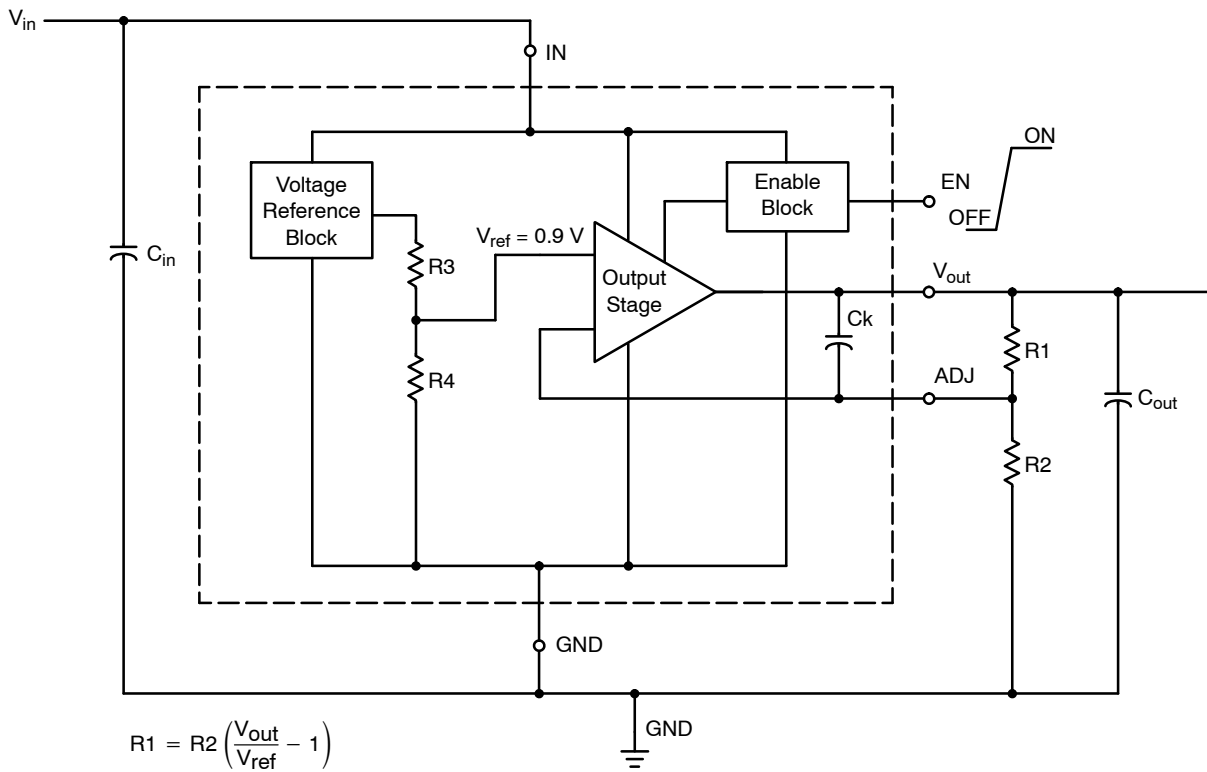 Vin
IN
ON
Voltage
Reference
Block
Enable
Block
EN
OFF
Vref = 0.9 V
Cin
R3
Output
Stage
Vout
Ck
R1
R4
ADJ
Cout
R2
GND
GND
R1 = R2 (Vout/Vref − 1)